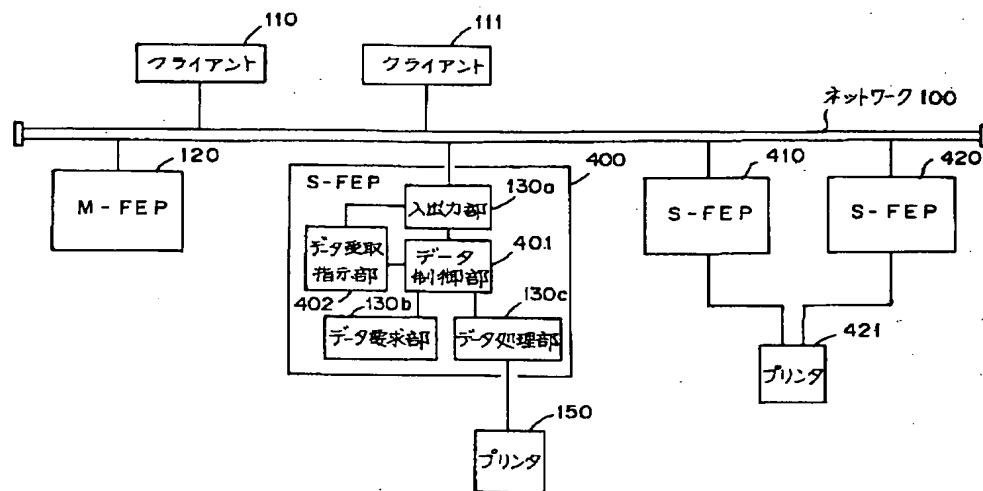 110
クライアント
111
クライアント
ネットワーク 100
120
M-FEP
400
S-FEP
130a
入出力部
データ受取
指示部
402
401
データ
制御部
130b
データ要求部
130c
データ処理部
410
S-FEP
420
S-FEP
421
プリンタ
150
プリンタ